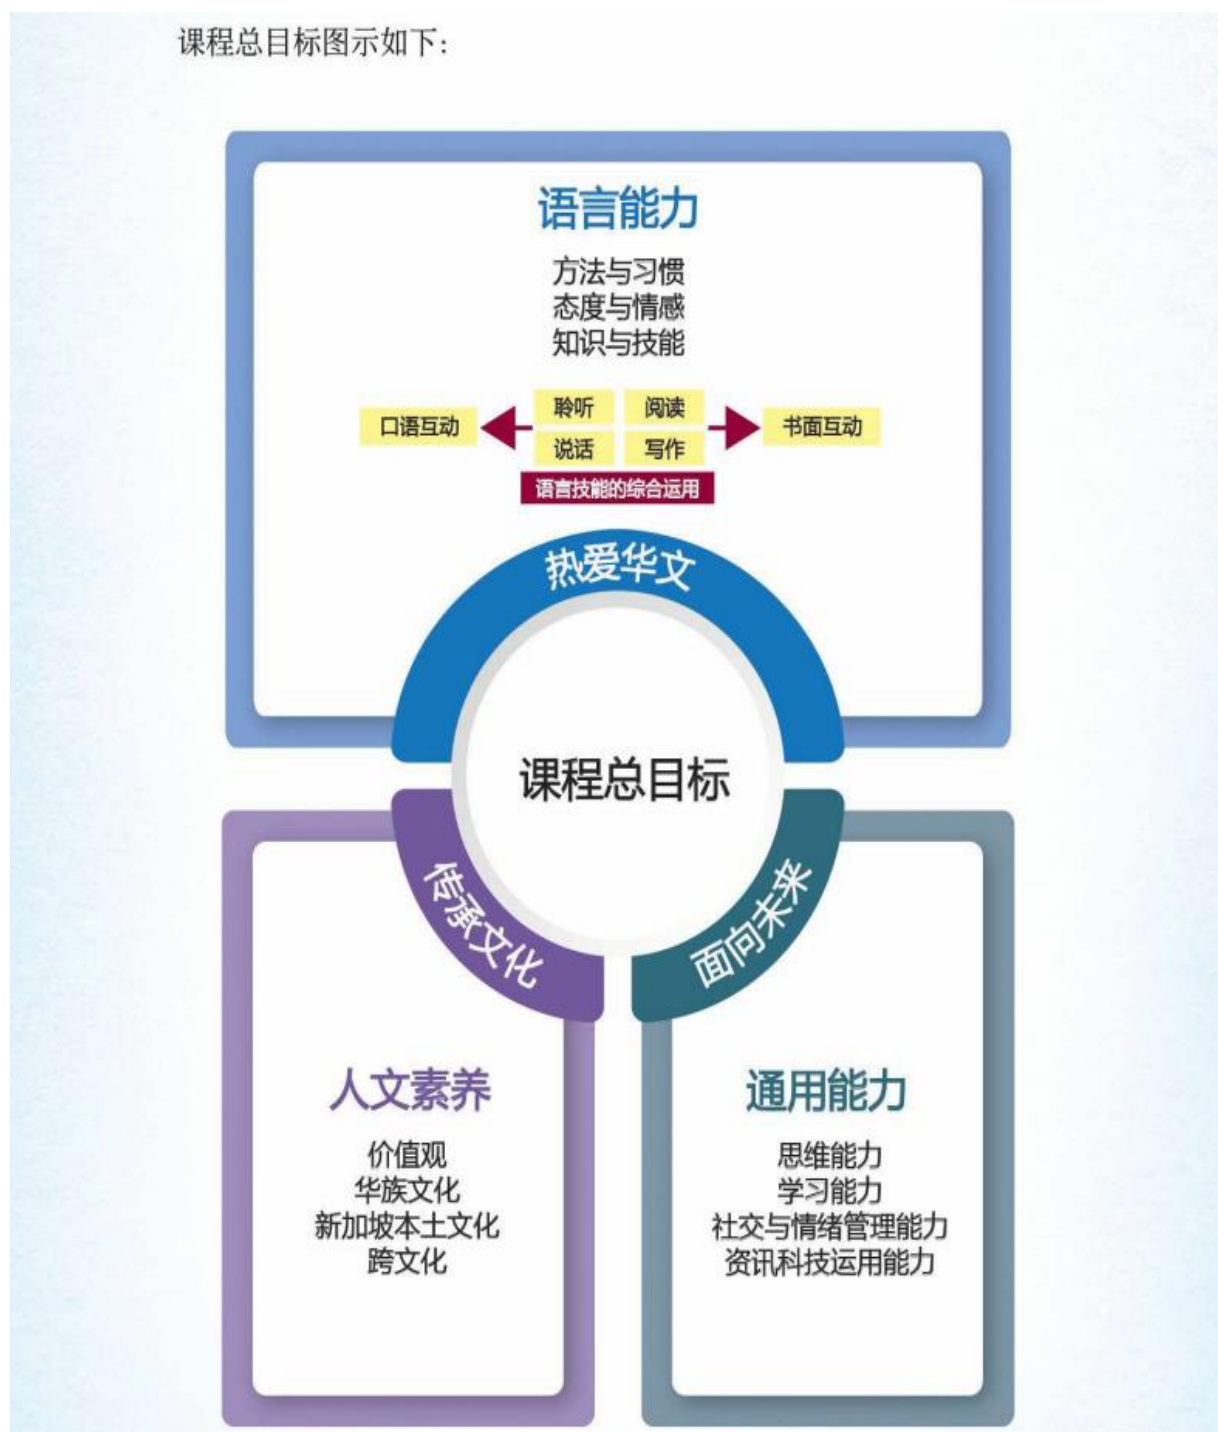 课程总目标图示如下:
语言能力
方法与习惯
态度与情感
知识与技能
口语互动
聆听
阅读
书面互动
说话
写作
语言技能的综合运用
热爱华文
课程总目标
传承文化
面向未来
人文素养
价值观
华族文化
新加坡本土文化
跨文化
通用能力
思维能力
学习能力
社交与情绪管理能力
资讯科技运用能力